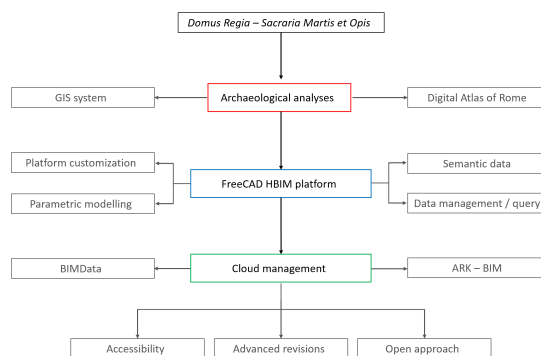 Domus Regia – Sacraria Martis et Opis
GIS system
Archaeological analyses
Digital Atlas of Rome
Platform customization
Semantic data
FreeCAD HBIM platform
Parametric modelling
Data management / query
BIMData
Cloud management
ARK – BIM
Accessibility
Advanced revisions
Open approach